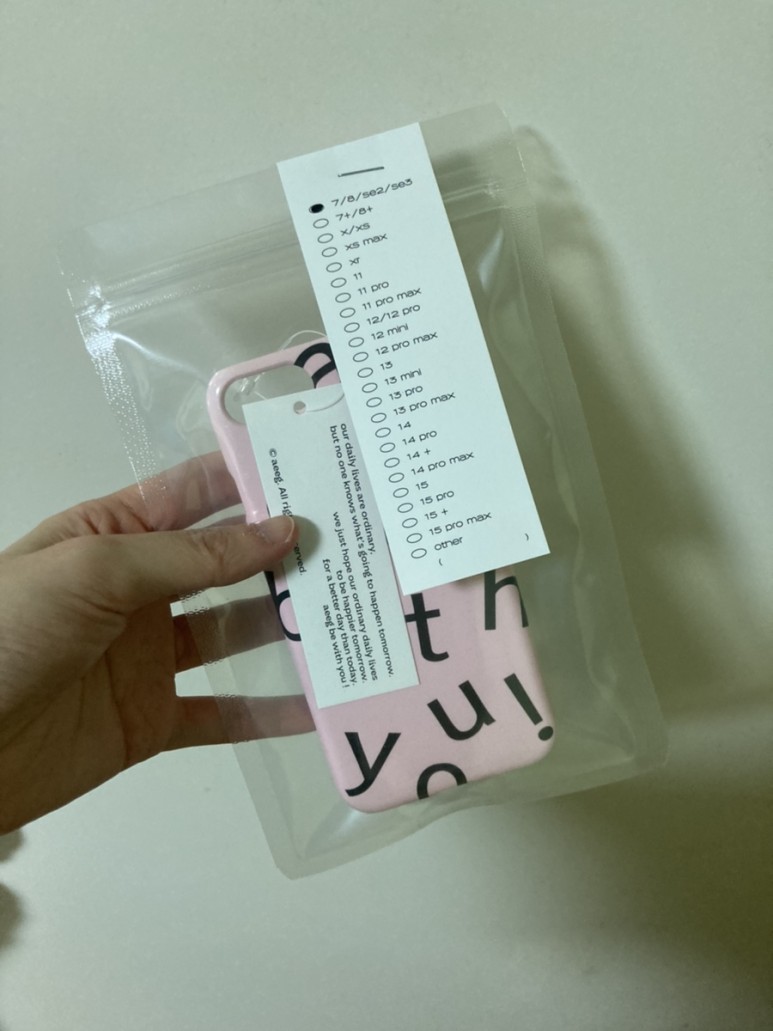 7/8/se2/se3
7+/8+
x/xs
xs max
xr
11
11 pro
11 pro max
12/12 pro
12 mini
12 pro max
13
13 mini
13 pro
13 pro max
14
14 pro
14 +
14 pro max
15
15 pro
15 +
15 pro max
other
( )
our daily lives are ordinary.
but no one knows what's going to happen tomorrow.
we just hope our ordinary daily lives
to be happier tomorrow.
for a better day than today.
aeeg be with you !
© aeeg. All
a
t h
y u !
o